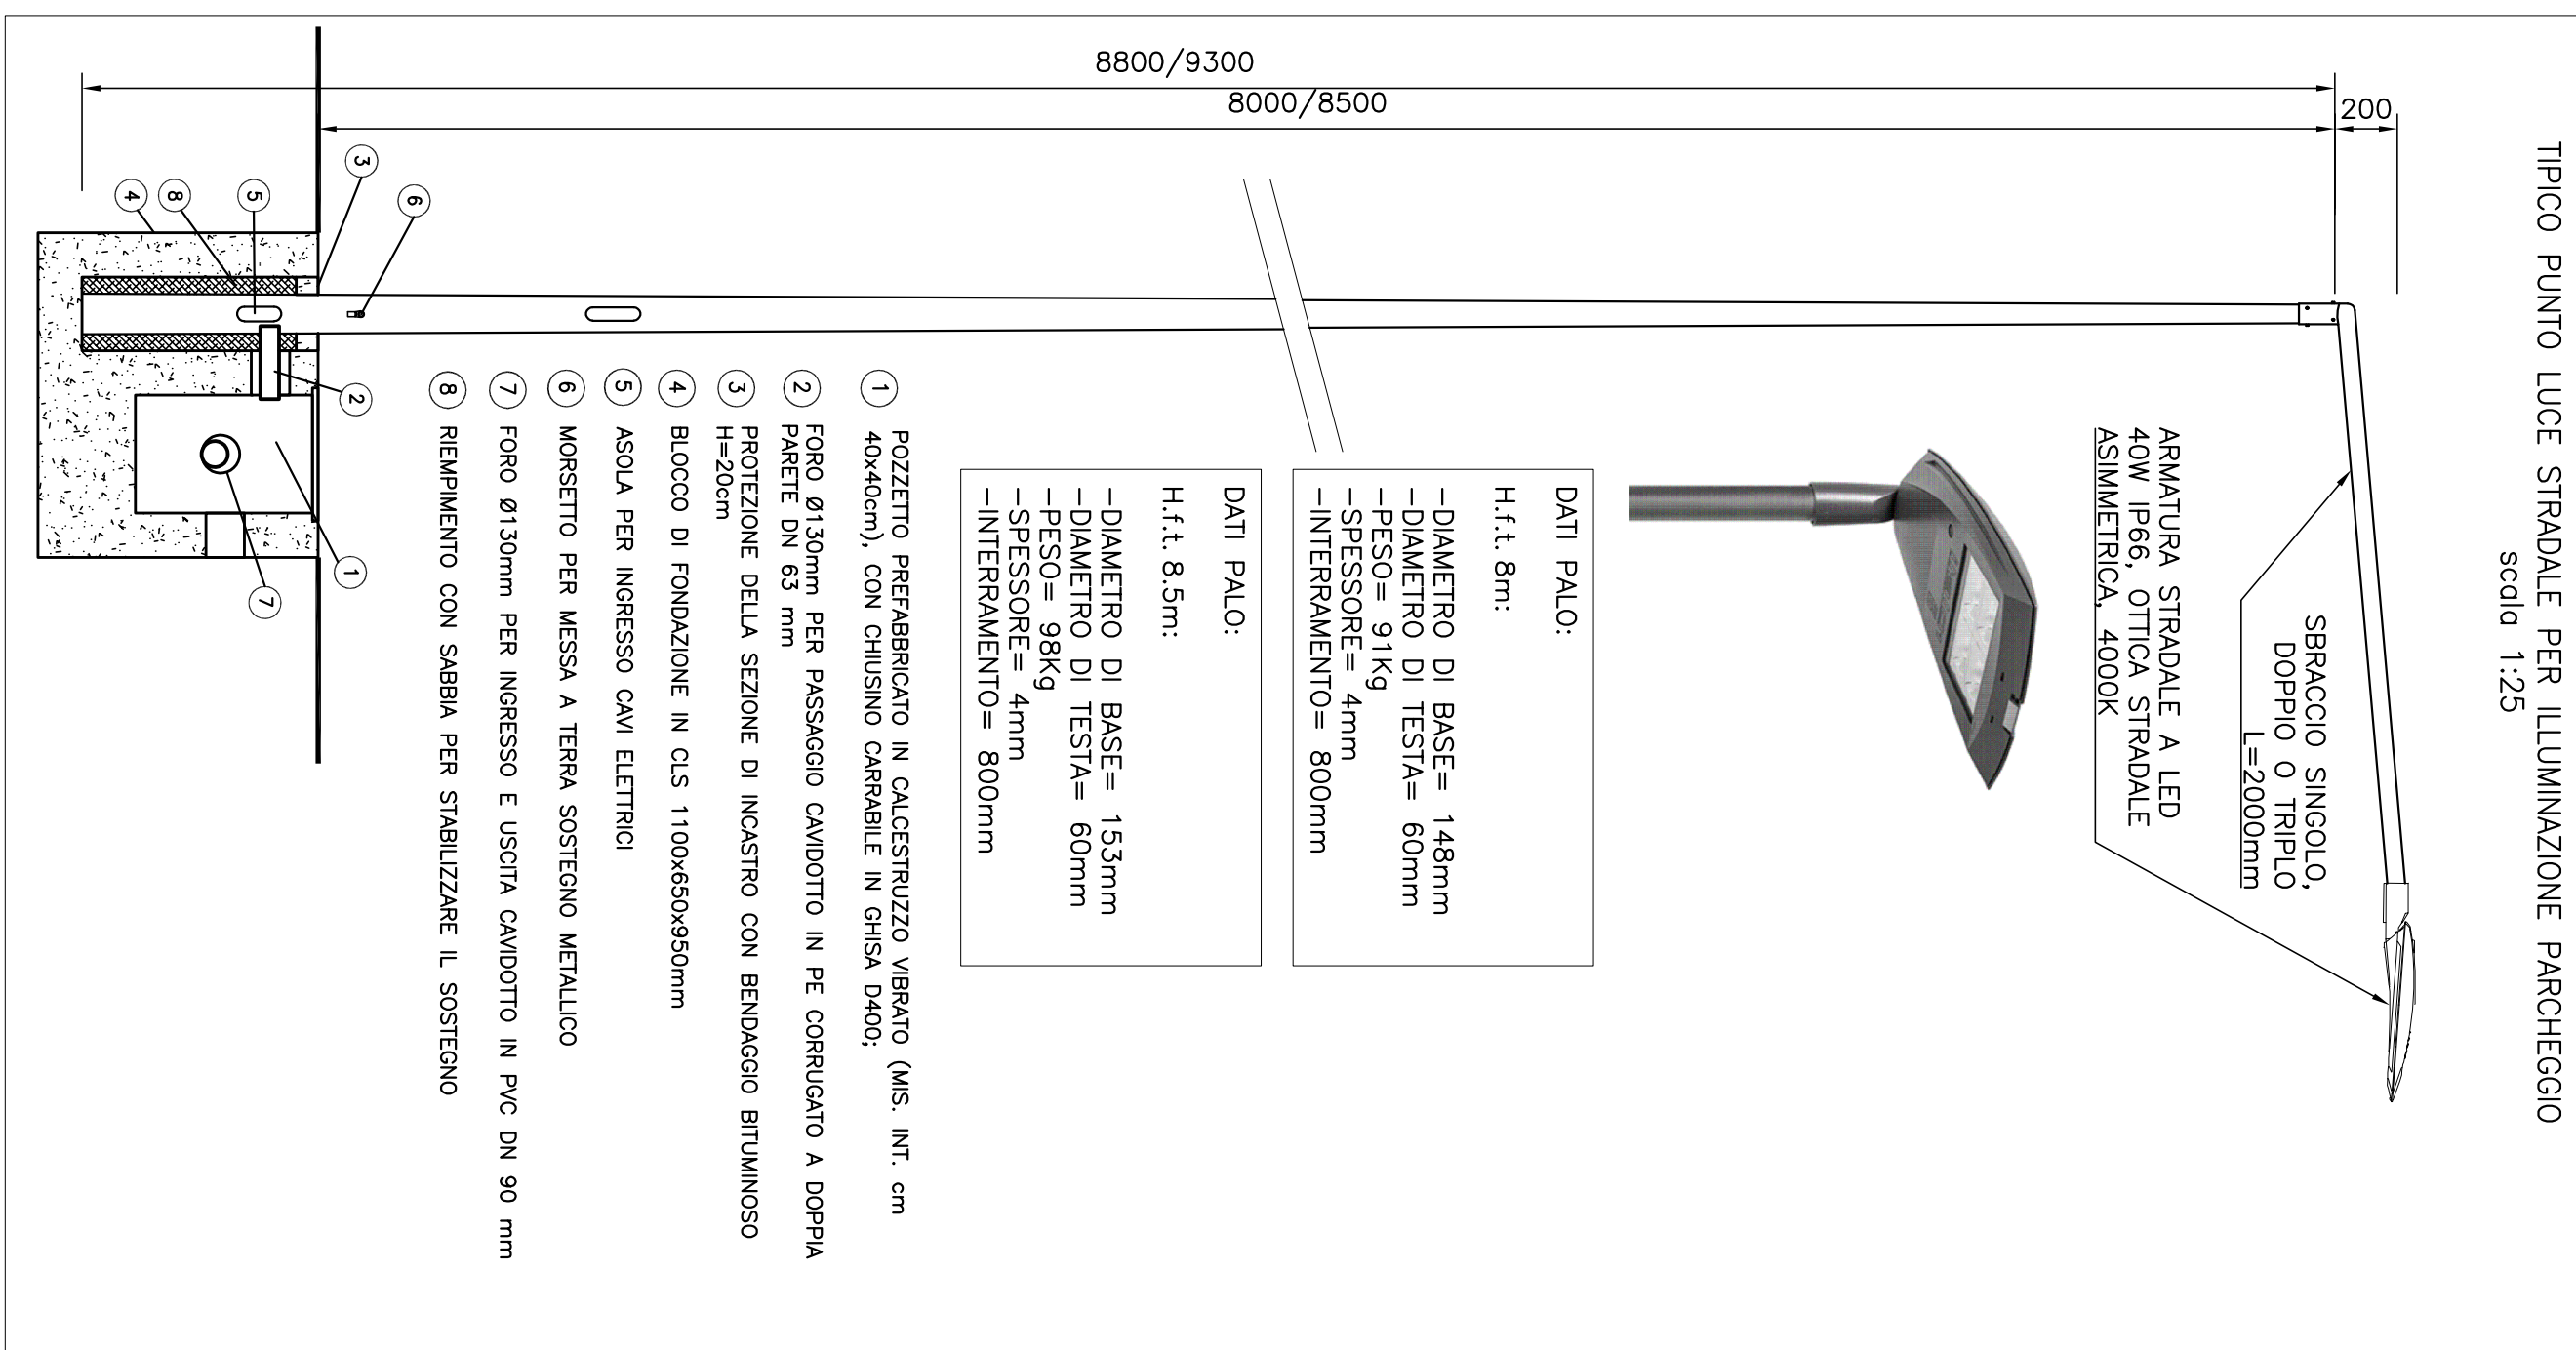 TIPICO PUNTO LUCE STRADALE PER ILLUMINAZIONE PARCHEGGIO
scala 1:25
200
8800/9300
8000/8500
SBRACCIO SINGOLO,
DOPPIO O TRIPLO
L=2000mm
ARMATURA STRADALE A LED
40W IP66, OTTICA STRADALE
ASIMMETRICA, 4000K
DATI PALO:
H.f.t. 8m:
-DIAMETRO DI BASE= 148mm
-DIAMETRO DI TESTA= 60mm
-PESO= 91Kg
-SPESSORE= 4mm
-INTERRAMENTO= 800mm
DATI PALO:
H.f.t. 8.5m:
-DIAMETRO DI BASE= 153mm
-DIAMETRO DI TESTA= 60mm
-PESO= 98Kg
-SPESSORE= 4mm
-INTERRAMENTO= 800mm
1 POZZETTO PREFABBRICATO IN CALCESTRUZZO VIBRATO (MIS. INT. cm
40x40cm), CON CHIUSINO CARRABILE IN GHISA D400;
2 FORO Ø130mm PER PASSAGGIO CAVIDOTTO IN PE CORRUGATO A DOPPIA
PARETE DN 63 mm
3 PROTEZIONE DELLA SEZIONE DI INCASTRO CON BENDAGGIO BITUMINOSO
H=20cm
4 BLOCCO DI FONDAZIONE IN CLS 1100x650x950mm
5 ASOLA PER INGRESSO CAVI ELETTRICI
6 MORSETTO PER MESSA A TERRA SOSTEGNO METALLICO
7 FORO Ø130mm PER INGRESSO E USCITA CAVIDOTTO IN PVC DN 90 mm
8 RIEMPIMENTO CON SABBIA PER STABILIZZARE IL SOSTEGNO
6
3
5
8
4
2
1
7